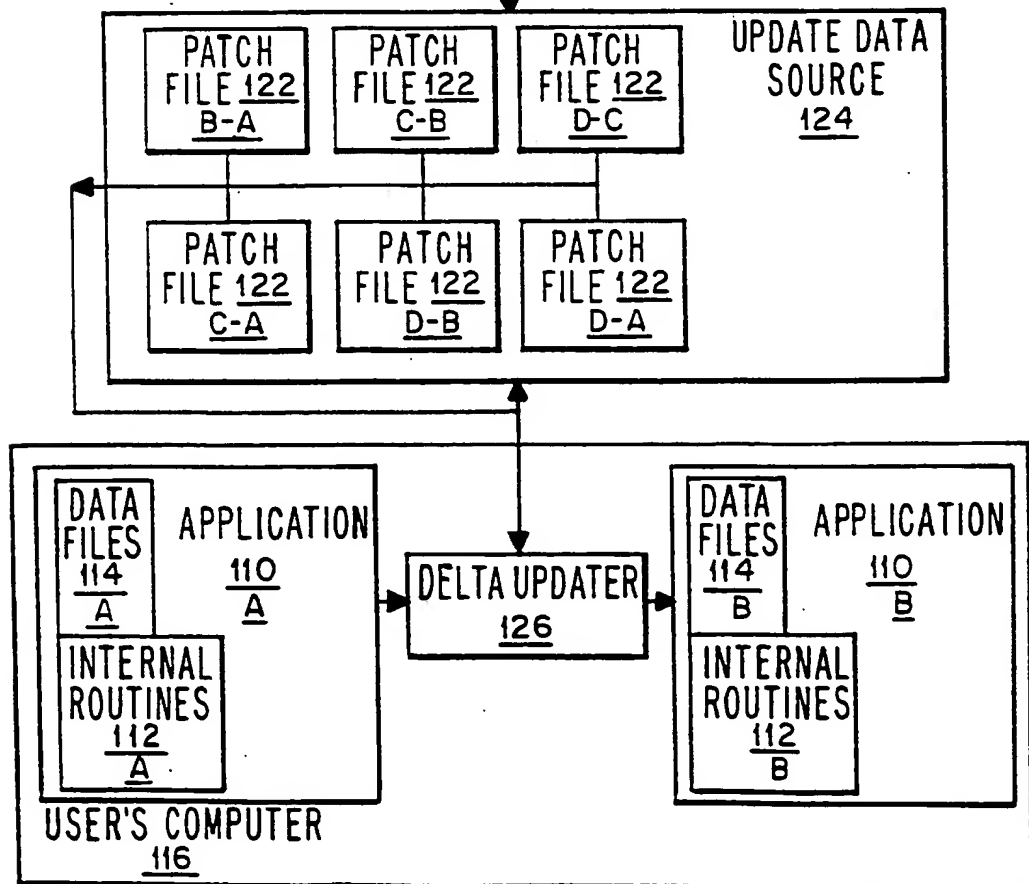 PATCH
FILE 122
B-A
PATCH
FILE 122
C-B
PATCH
FILE 122
D-C
UPDATE DATA
SOURCE
124
PATCH
FILE 122
C-A
PATCH
FILE 122
D-B
PATCH
FILE 122
D-A
DATA
FILES
114
A
APPLICATION
110
A
INTERNAL
ROUTINES
112
A
DELTA UPDATER
126
DATA
FILES
114
B
APPLICATION
110
B
INTERNAL
ROUTINES
112
B
USER'S COMPUTER
116